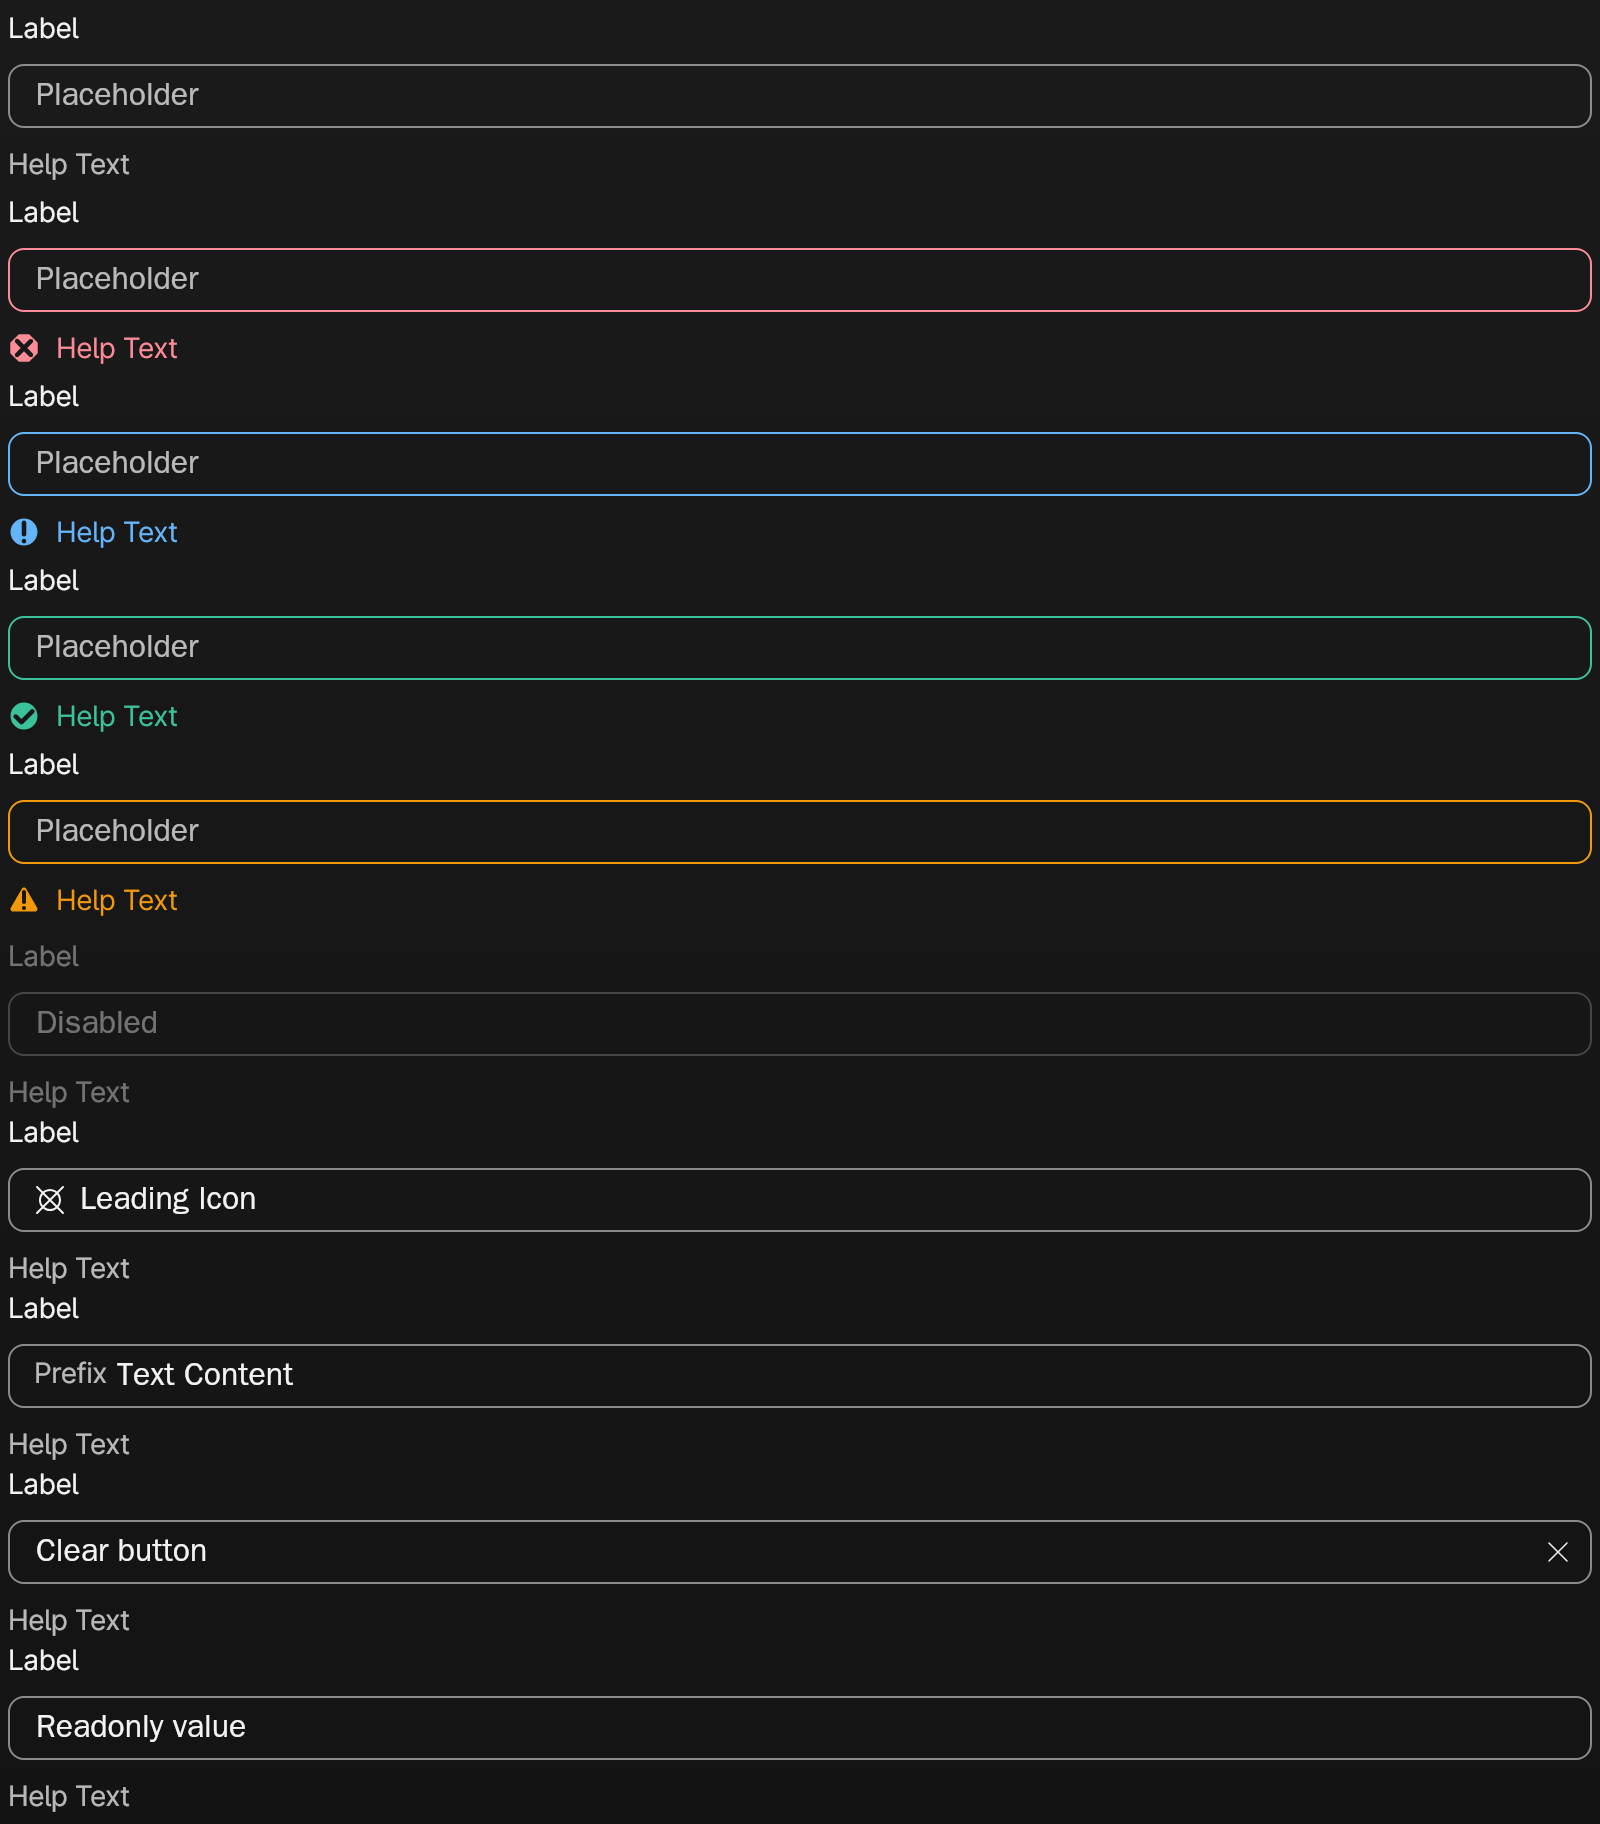 Label
Placeholder
Help Text
Label
Placeholder
Help Text
Label
Placeholder
Help Text
Label
Placeholder
Help Text
Label
Placeholder
Help Text
Label
Disabled
Help Text
Label
Leading Icon
Help Text
Label
Prefix Text Content
Help Text
Label
Clear button
Help Text
Label
Readonly value
Help Text